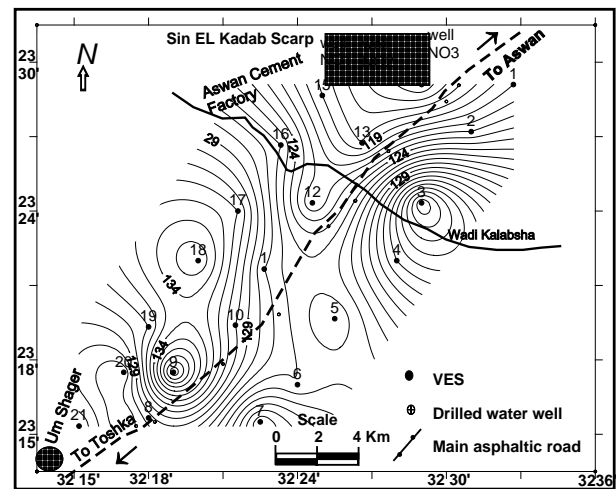 Sin EL Kadab Scarp
well
NO3
23
30'
N
To Aswan
1
Aswan Cement
Factory
15
2
16
13
119
29
124
124
129
12
3
23
24'
17
Wadi Kalabsha
18
1
4
134
5
19
10
129
23
18'
20
129
134
9
6
VES
8
7
Drilled water well
21
Um Shager
To Toshka
Scale
0 2 4 Km
Main asphaltic road
23
15'
32 15'
32 18'
32 24'
32 30'
3236'